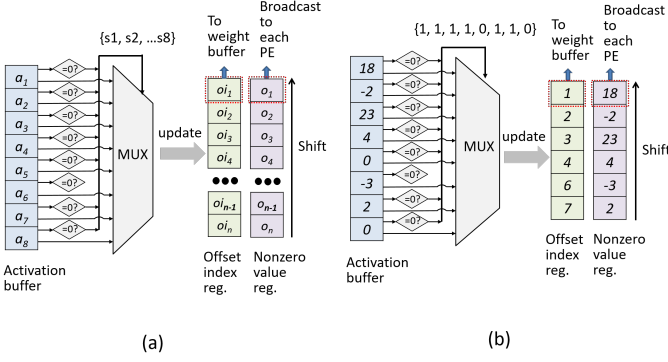 To
weight
buffer
Broadcast
to
each
PE
{s1, s2, ...s8}
=0?
=0?
=0?
=0?
=0?
=0?
=0?
=0?
a1
a2
a3
a4
a5
a6
a7
a8
MUX
update
oi1
oi2
oi3
oi4
●●●
oin-1
oin
o1
o2
o3
o4
●●●
on-1
on
Shift
Activation
buffer
Offset
index
reg.
Nonzero
value
reg.
(a)
To
weight
buffer
Broadcast
to
each
PE
{1, 1, 1, 1, 0, 1, 1, 0}
=0?
=0?
=0?
=0?
=0?
=0?
=0?
=0?
18
-2
23
4
0
-3
2
0
MUX
update
1
2
3
4
6
7
18
-2
23
4
-3
2
Shift
Activation
buffer
Offset
index
reg.
Nonzero
value
reg.
(b)